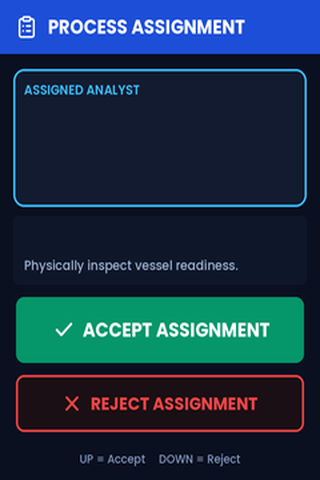 PROCESS ASSIGNMENT
ASSIGNED ANALYST
Physically inspect vessel readiness.
ACCEPT ASSIGNMENT
REJECT ASSIGNMENT
UP = Accept DOWN = Reject